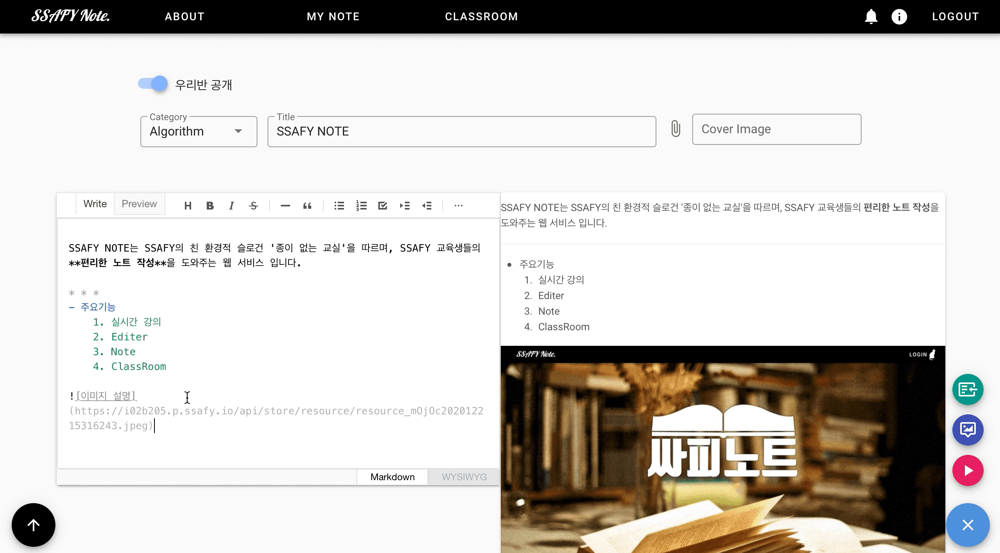 SSAFY Note.
ABOUT
MY NOTE
CLASSROOM
LOGOUT
우리반 공개
Category
Algorithm
Title
SSAFY NOTE
Cover Image
Write
Preview
H B I S
SSAFY NOTE는 SSAFY의 친 환경적 슬로건 '종이 없는 교실'을 따르며, SSAFY 교육생들의
**편리한 노트 작성**을 도와주는 웹 서비스 입니다.
* * *
- 주요기능
1. 실시간 강의
2. Editer
3. Note
4. ClassRoom
![이미지 설명]
(https://i02b205.p.ssafy.io/api/store/resource/resource_mOjOc2020122
15316243.jpeg)
Markdown
WYSIWYG
SSAFY NOTE는 SSAFY의 친 환경적 슬로건 '종이 없는 교실'을 따르며, SSAFY 교육생들의 편리한 노트 작성을
도와주는 웹 서비스 입니다.
주요기능
1. 실시간 강의
2. Editer
3. Note
4. ClassRoom
SSAFY Note.
LOGIN
싸피노트